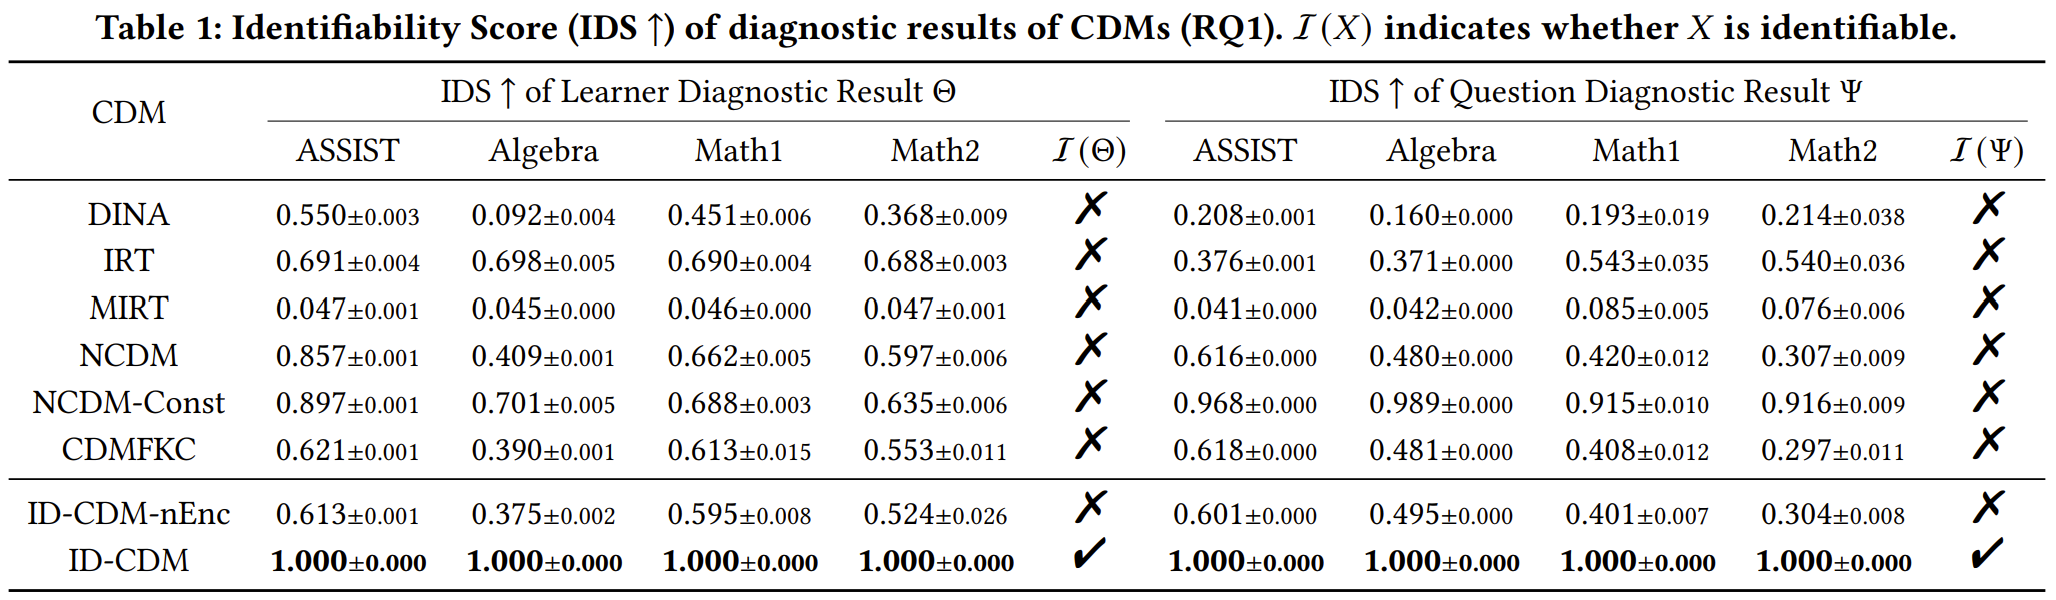 Table 1: Identifiability Score (IDS ↑) of diagnostic results of CDMs (RQ1). 𝓘(X) indicates whether X is identifiable.
CDM IDS ↑ of Learner Diagnostic Result Θ IDS ↑ of Question Diagnostic Result Ψ
ASSIST Algebra Math1 Math2 𝓘(Θ) ASSIST Algebra Math1 Math2 𝓘(Ψ)
DINA 0.550±0.003 0.092±0.004 0.451±0.006 0.368±0.009 ✗ 0.208±0.001 0.160±0.000 0.193±0.019 0.214±0.038 ✗
IRT 0.691±0.004 0.698±0.005 0.690±0.004 0.688±0.003 ✗ 0.376±0.001 0.371±0.000 0.543±0.035 0.540±0.036 ✗
MIRT 0.047±0.001 0.045±0.000 0.046±0.000 0.047±0.001 ✗ 0.041±0.000 0.042±0.000 0.085±0.005 0.076±0.006 ✗
NCDM 0.857±0.001 0.409±0.001 0.662±0.005 0.597±0.006 ✗ 0.616±0.000 0.480±0.000 0.420±0.012 0.307±0.009 ✗
NCDM-Const 0.897±0.001 0.701±0.005 0.688±0.003 0.635±0.006 ✗ 0.968±0.000 0.989±0.000 0.915±0.010 0.916±0.009 ✗
CDMFKC 0.621±0.001 0.390±0.001 0.613±0.015 0.553±0.011 ✗ 0.618±0.000 0.481±0.000 0.408±0.012 0.297±0.011 ✗
ID-CDM-nEnc 0.613±0.001 0.375±0.002 0.595±0.008 0.524±0.026 ✗ 0.601±0.000 0.495±0.000 0.401±0.007 0.304±0.008 ✗
ID-CDM 1.000±0.000 1.000±0.000 1.000±0.000 1.000±0.000 ✓ 1.000±0.000 1.000±0.000 1.000±0.000 1.000±0.000 ✓